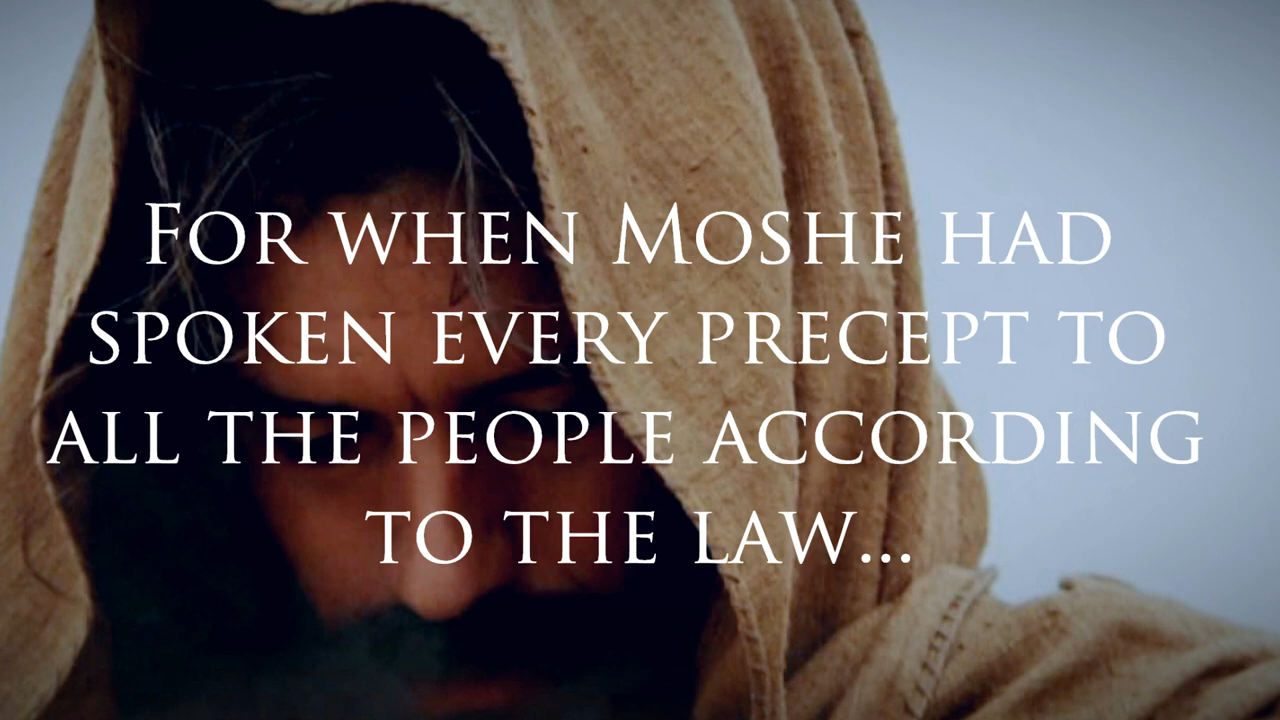 For when Moshe had
spoken every precept to
all the people according
to the law...